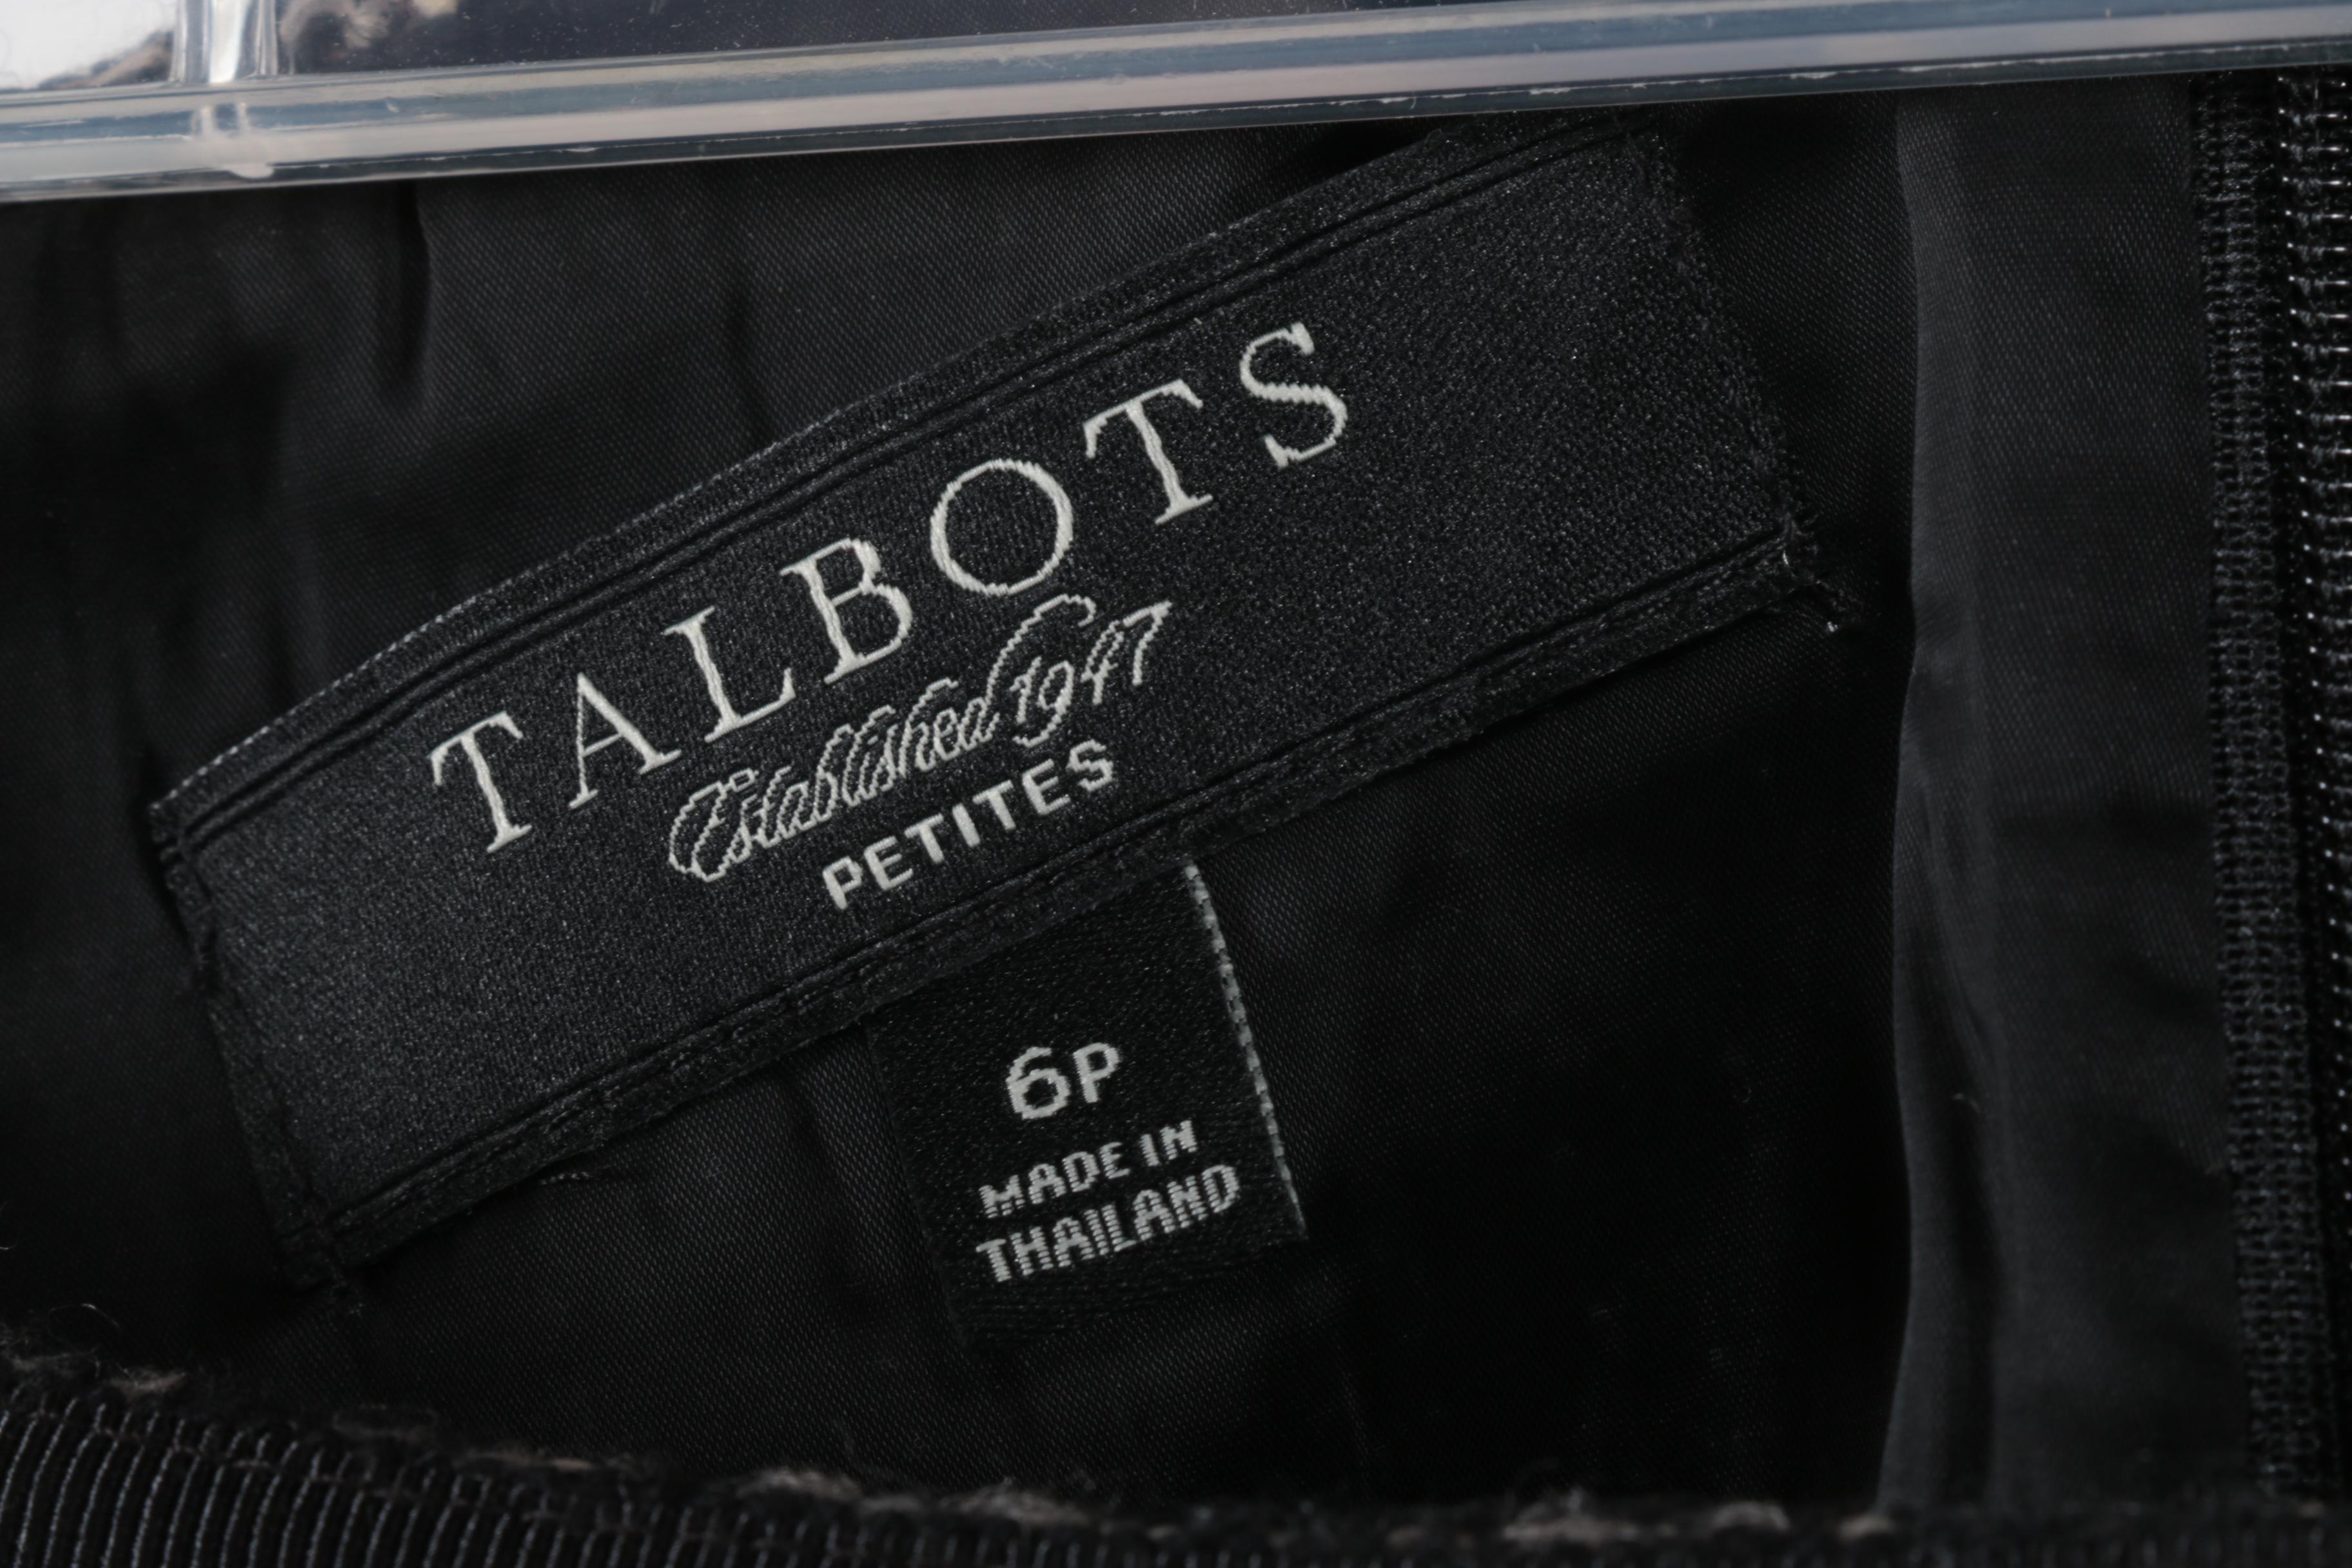 TALBOTS
Established 1947
PETITES
6P
MADE IN
THAILAND